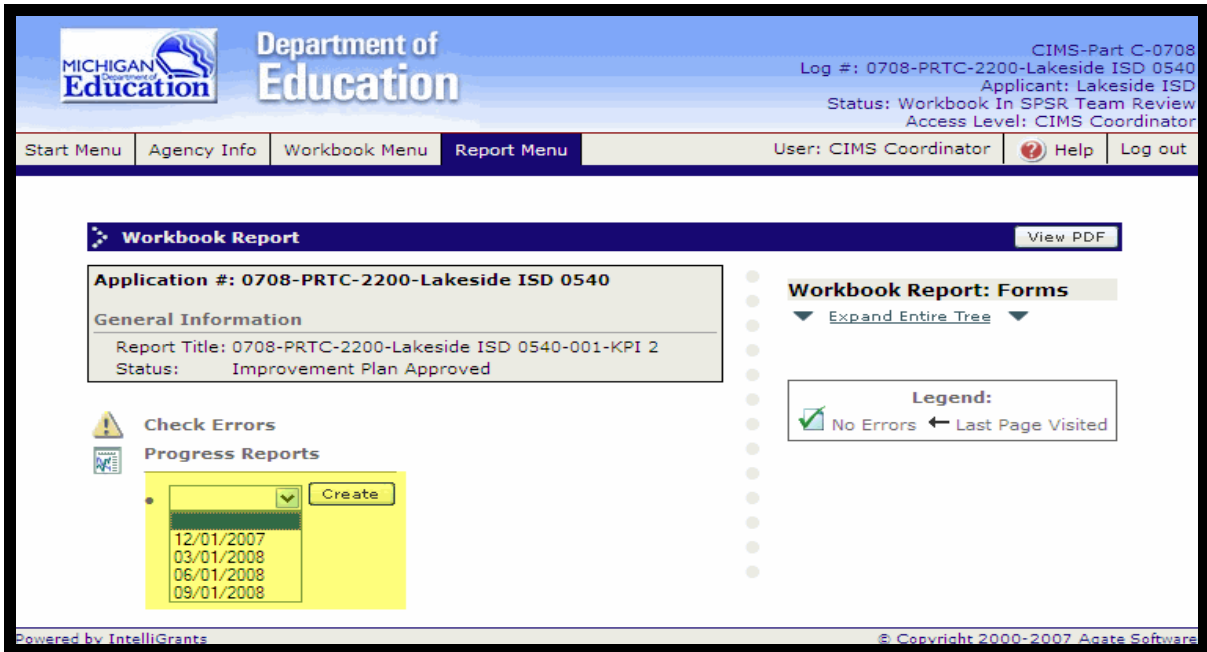 MICHIGAN
Department of
Education
Department of
Education
CIMS-Part C-0708
Log #: 0708-PRTC-2200-Lakeside ISD 0540
Applicant: Lakeside ISD
Status: Workbook In SPSR Team Review
Access Level: CIMS Coordinator
Start Menu Agency Info Workbook Menu Report Menu User: CIMS Coordinator ? Help Log out
Workbook Report View PDF
Application #: 0708-PRTC-2200-Lakeside ISD 0540
General Information
Report Title: 0708-PRTC-2200-Lakeside ISD 0540-001-KPI 2
Status: Improvement Plan Approved
Workbook Report: Forms
Expand Entire Tree
Legend:
No Errors Last Page Visited
Check Errors
Progress Reports
Create
12/01/2007
03/01/2008
06/01/2008
09/01/2008
Powered by IntelliGrants © Copyright 2000-2007 Agate Software